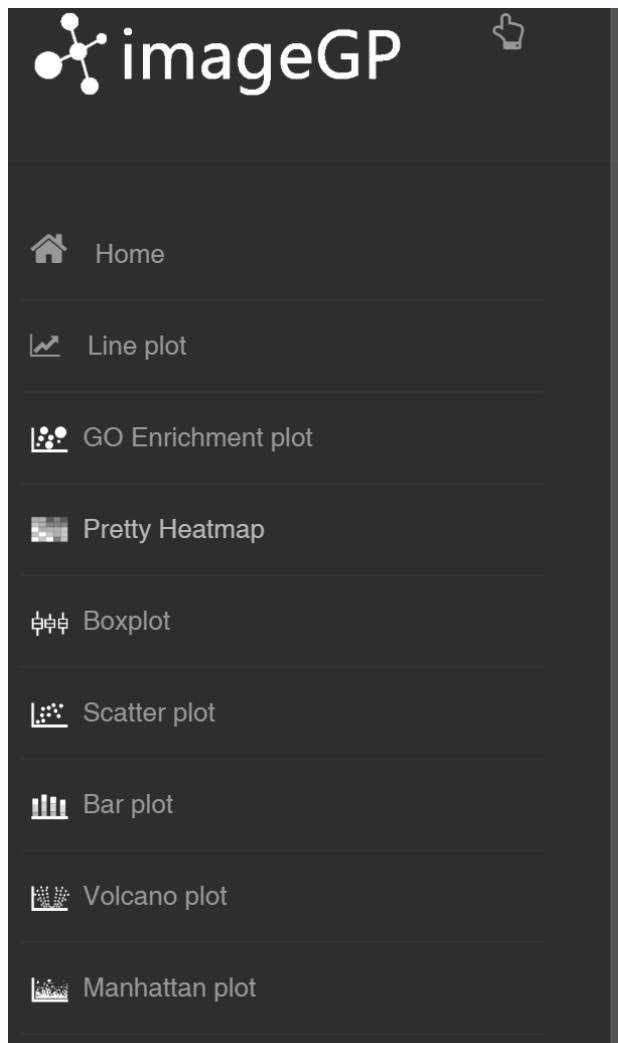 imageGP
Home
Line plot
GO Enrichment plot
Pretty Heatmap
Boxplot
Scatter plot
Bar plot
Volcano plot
Manhattan plot